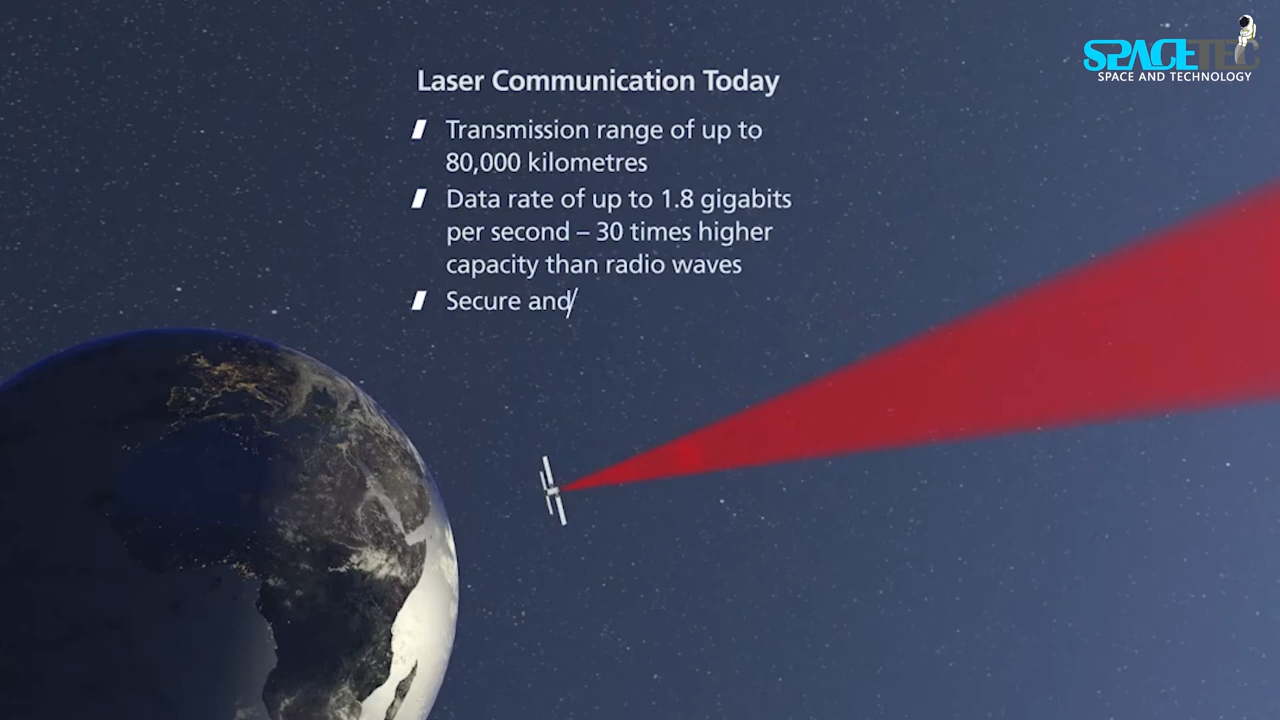 SPACETEC
SPACE AND TECHNOLOGY
Laser Communication Today
Transmission range of up to
80,000 kilometres
Data rate of up to 1.8 gigabits
per second – 30 times higher
capacity than radio waves
Secure and